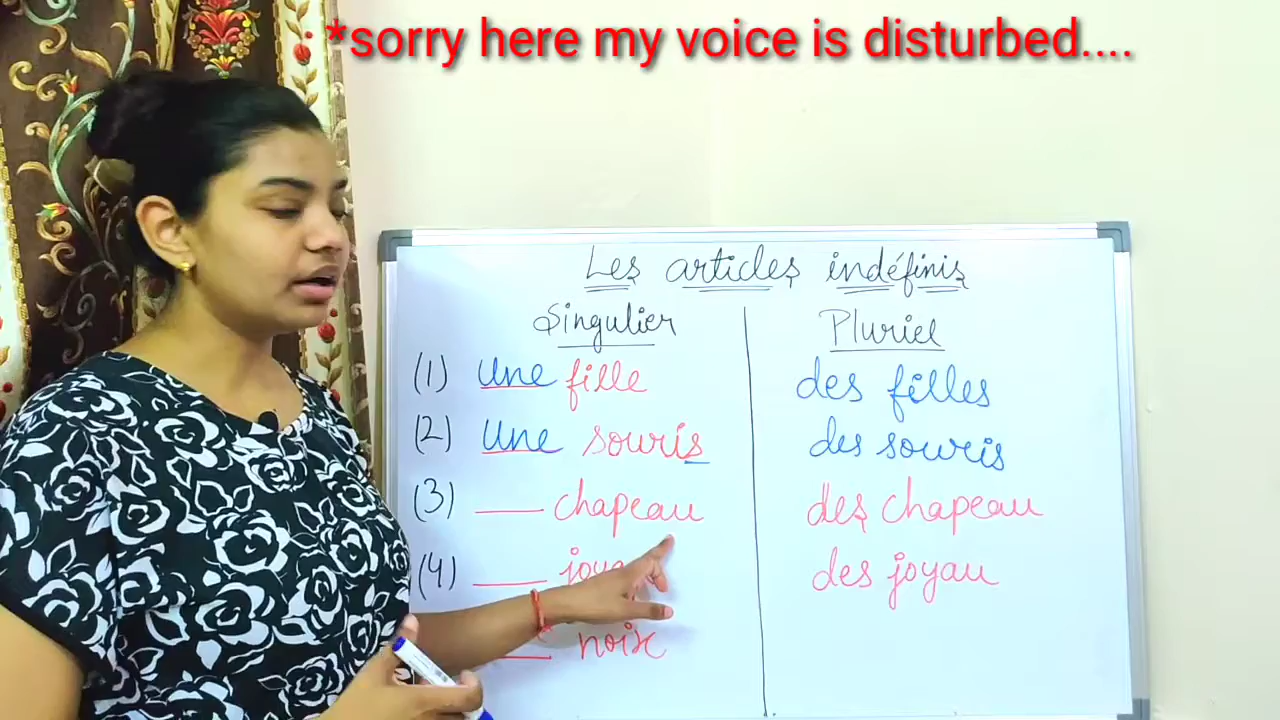 *sorry here my voice is disturbed....
Les articles indéfinis
Singulier Pluriel
(1) une fille des filles
(2) une souris des souris
(3) ___ chapeau des chapeau
(4) ___ des joyau
___ noix